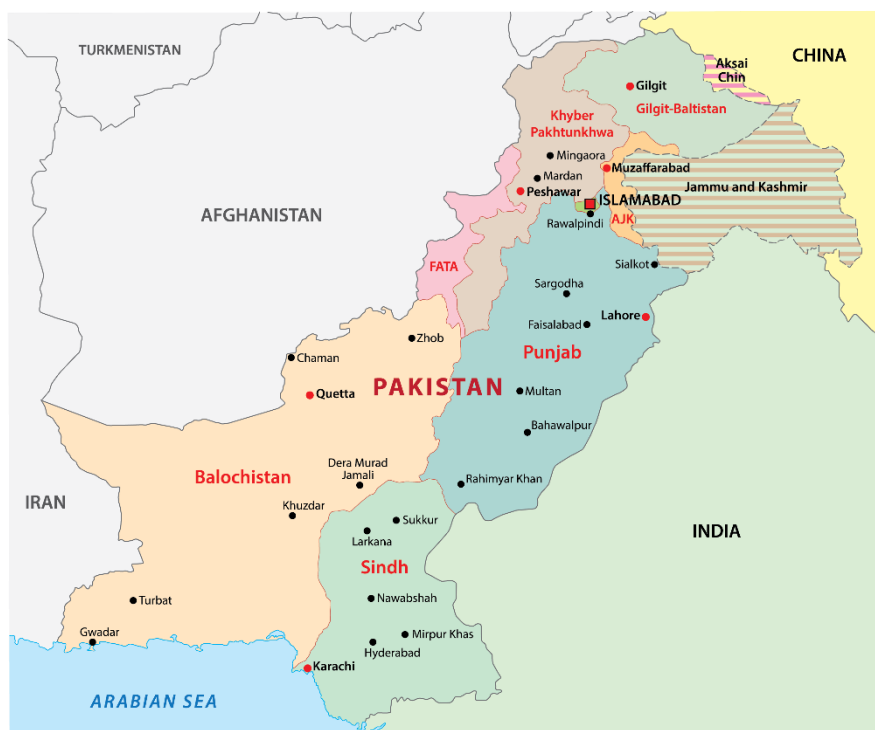 TURKMENISTAN
CHINA
Aksai
Chin
Gilgit
Gilgit-Baltistan
Khyber
Pakhtunkhwa
Mingaora
Muzaffarabad
Mardan
Peshawar
Jammu and Kashmir
ISLAMABAD
AFGHANISTAN
AJK
Rawalpindi
FATA
Sialkot
Sargodha
Lahore
Faisalabad
Zhob
Punjab
Chaman
PAKISTAN
Quetta
Multan
Bahawalpur
Dera Murad
Jamali
Balochistan
Rahimyar Khan
IRAN
Khuzdar
Sukkur
INDIA
Larkana
Sindh
Turbat
Nawabshah
Gwadar
Mirpur Khas
Hyderabad
Karachi
ARABIAN SEA